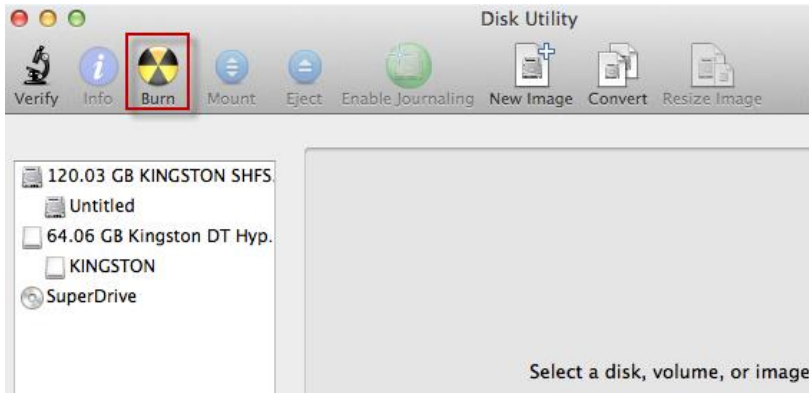 Disk Utility
Verify Info Burn Mount Eject Enable Journaling New Image Convert Resize Image
120.03 GB KINGSTON SHFS
Untitled
64.06 GB Kingston DT Hyp.
KINGSTON
SuperDrive
Select a disk, volume, or image